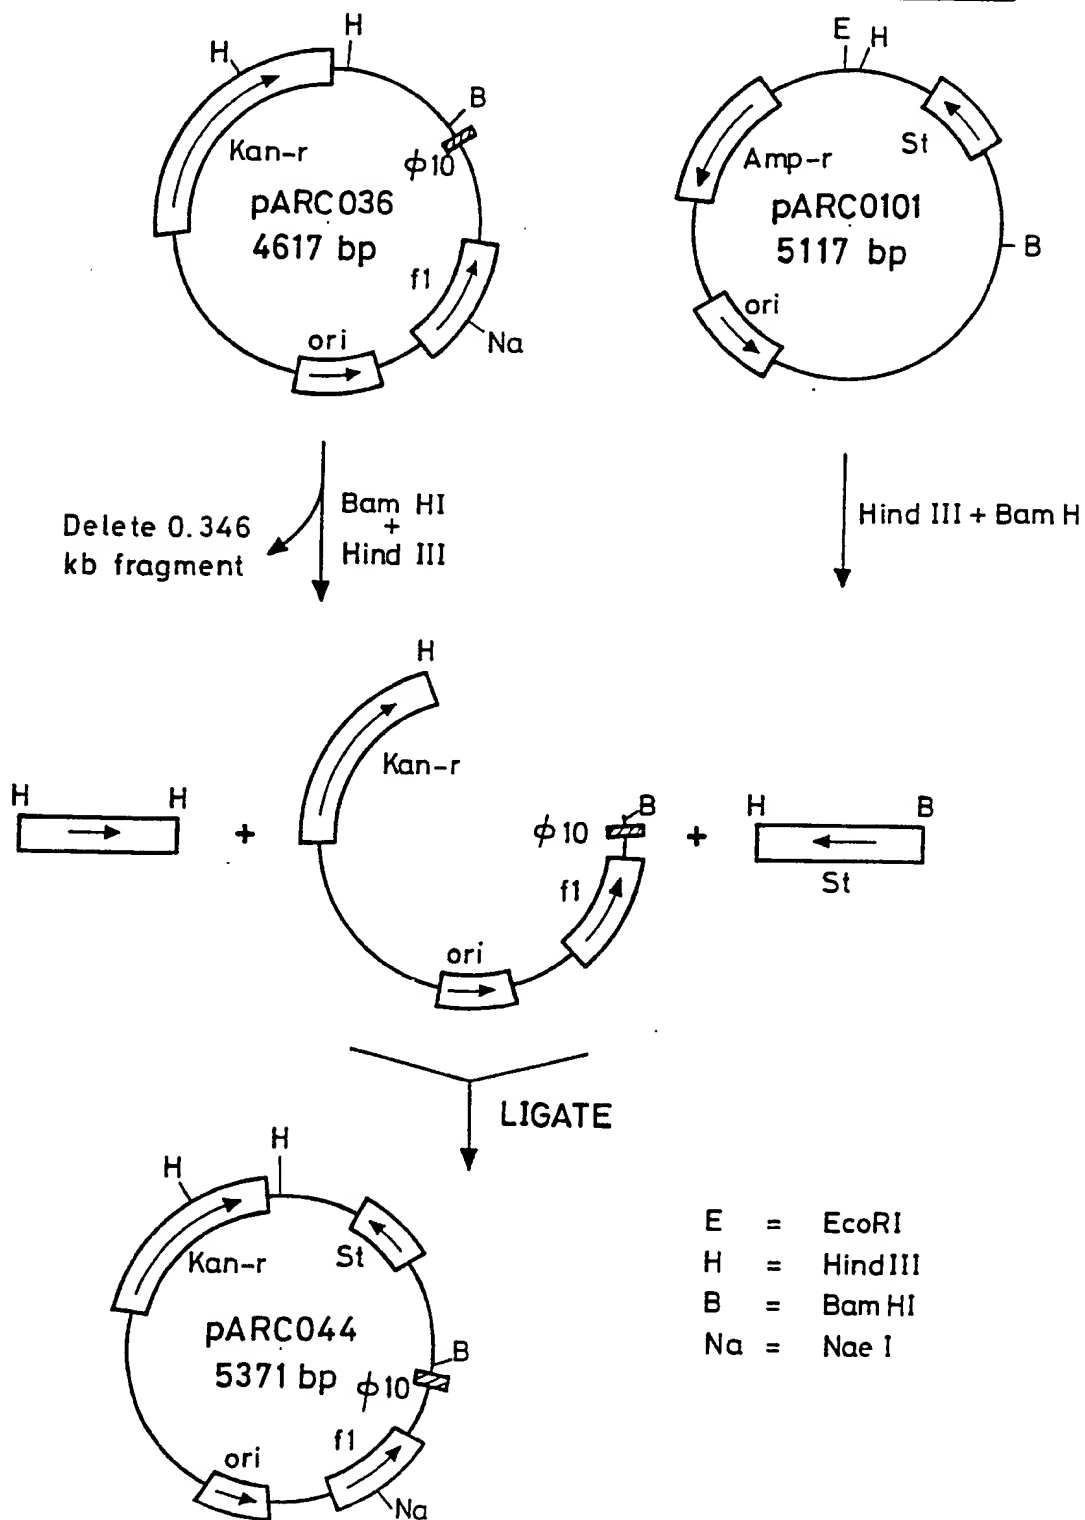 H
H
B
Kan-r
ϕ10
pARC036
4617 bp
f1
Na
ori
E
H
St
Amp-r
pARC0101
5117 bp
B
ori
Delete 0.346
kb fragment
Bam HI
+
Hind III
Hind III + Bam H
H
Kan-r
H H
+
ϕ10
B
+
H B
St
f1
ori
LIGATE
H
H
St
Kan-r
pARC044
5371 bp
B
ϕ10
f1
ori
Na
E = EcoRI
H = Hind III
B = Bam HI
Na = Nae I